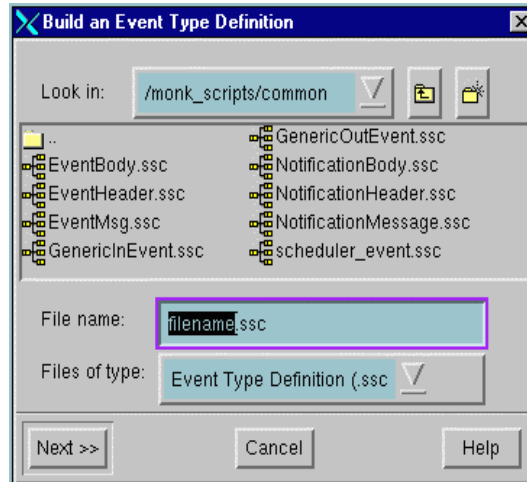 Build an Event Type Definition
Look in: /monk_scripts/common
.. GenericOutEvent.ssc
EventBody.ssc NotificationBody.ssc
EventHeader.ssc NotificationHeader.ssc
EventMsg.ssc NotificationMessage.ssc
GenericInEvent.ssc scheduler_event.ssc
File name: filename.ssc
Files of type: Event Type Definition (.ssc
Next >> Cancel Help